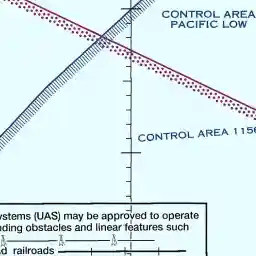 CONTROL AREA
PACIFIC LOW
CONTROL AREA 1156
ystems (UAS) may be approved to operate
nding obstacles and linear features such
d railroads